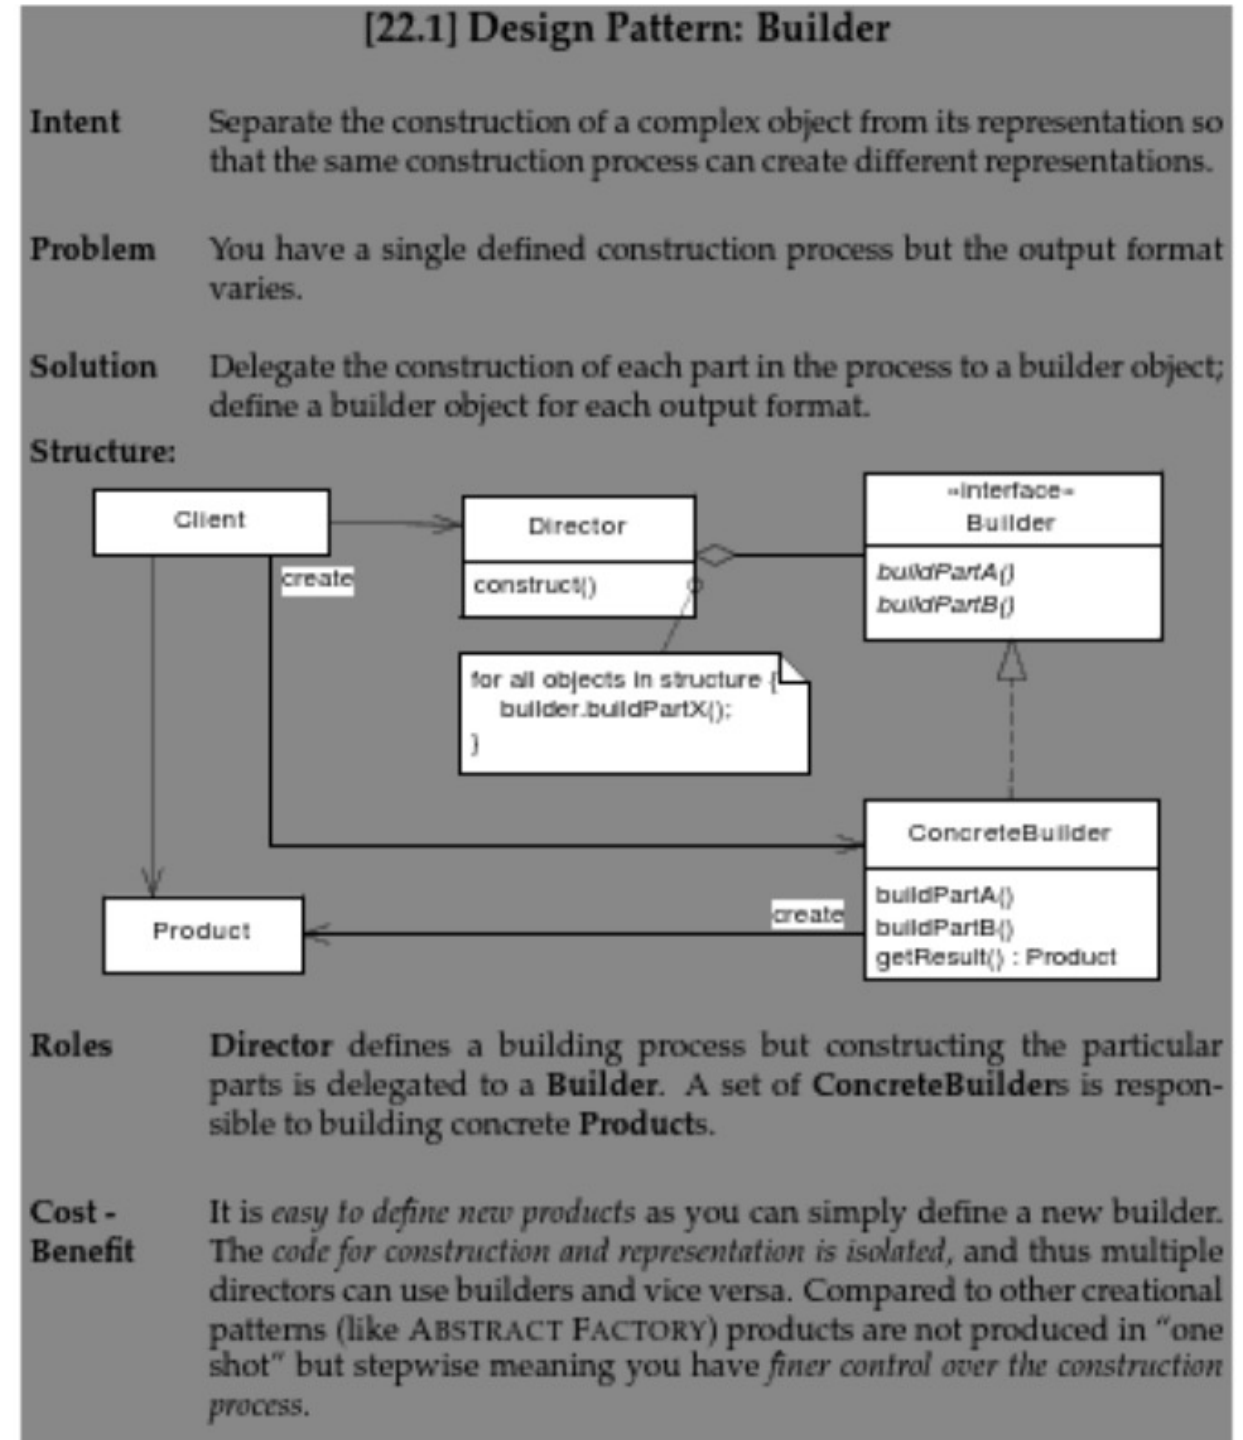 [22.1] Design Pattern: Builder
Intent Separate the construction of a complex object from its representation so
that the same construction process can create different representations.
Problem You have a single defined construction process but the output format
varies.
Solution Delegate the construction of each part in the process to a builder object;
define a builder object for each output format.
Structure:
Client
create
Director
construct()
«interface»
Builder
buildPartA()
buildPartB()
for all objects in structure {
builder.buildPartX();
}
ConcreteBuilder
buildPartA()
buildPartB()
getResult() : Product
create
Product
Roles Director defines a building process but constructing the particular
parts is delegated to a Builder. A set of ConcreteBuilders is respon-
sible to building concrete Products.
Cost - It is easy to define new products as you can simply define a new builder.
Benefit The code for construction and representation is isolated, and thus multiple
directors can use builders and vice versa. Compared to other creational
patterns (like ABSTRACT FACTORY) products are not produced in “one
shot” but stepwise meaning you have finer control over the construction
process.